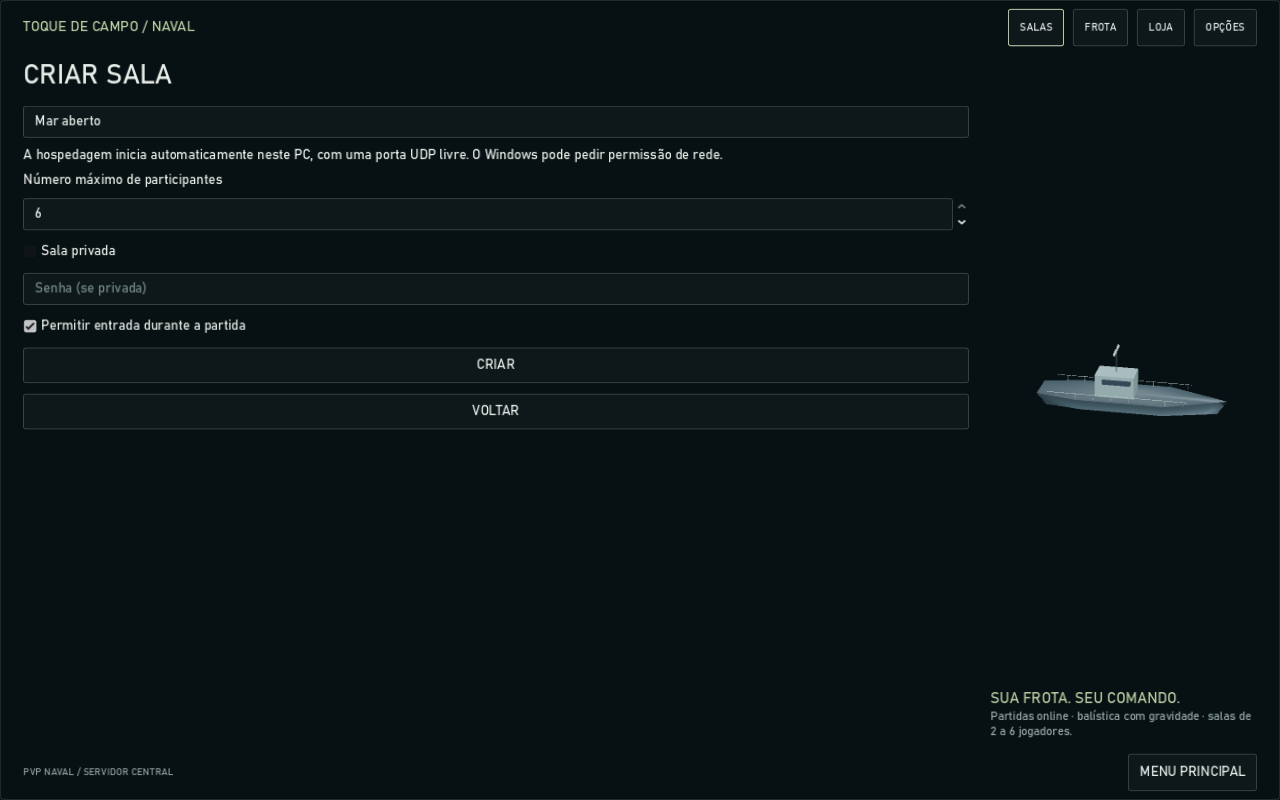 TOQUE DE CAMPO / NAVAL
SALAS
FROTA
LOJA
OPÇÕES
CRIAR SALA
Mar aberto
A hospedagem inicia automaticamente neste PC, com uma porta UDP livre. O Windows pode pedir permissão de rede.
Número máximo de participantes
6
Sala privada
Senha (se privada)
Permitir entrada durante a partida
CRIAR
VOLTAR
SUA FROTA. SEU COMANDO.
Partidas online · balística com gravidade · salas de
2 a 6 jogadores.
PVP NAVAL / SERVIDOR CENTRAL
MENU PRINCIPAL